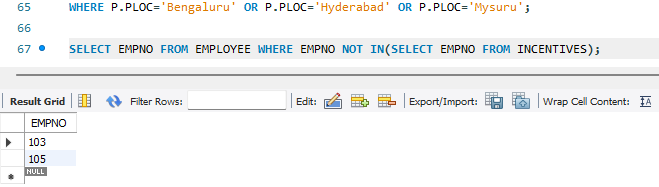 65 WHERE P.PLOC='Bengaluru' OR P.PLOC='Hyderabad' OR P.PLOC='Mysuru';
66
67 SELECT EMPNO FROM EMPLOYEE WHERE EMPNO NOT IN(SELECT EMPNO FROM INCENTIVES);
Result Grid Filter Rows: Edit: Export/Import: Wrap Cell Content: IA
EMPNO
103
105
NULL